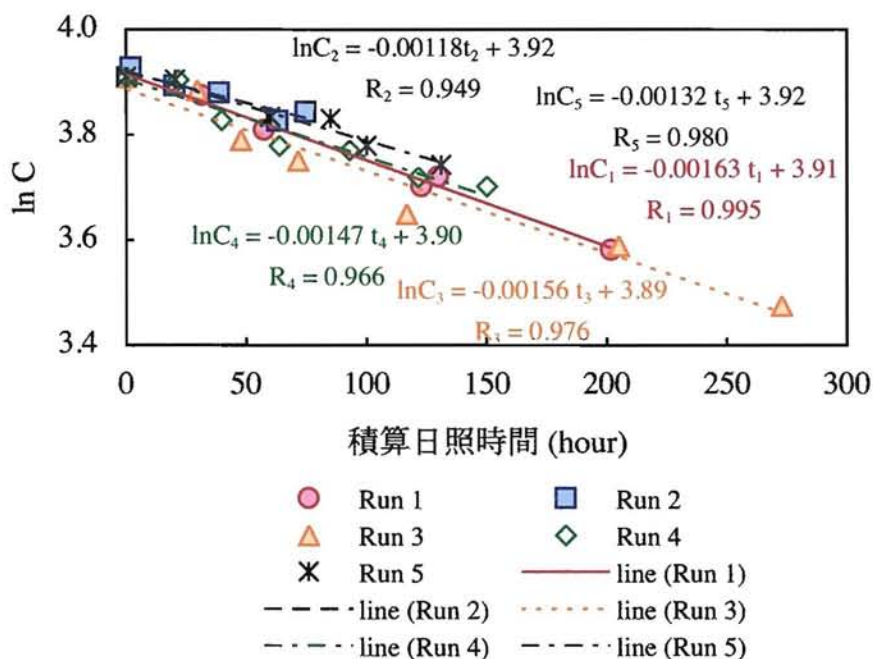 4.0
lnC₂ = -0.00118t₂ + 3.92
R₂ = 0.949
lnC₅ = -0.00132 t₅ + 3.92
R₅ = 0.980
3.8
lnC₁ = -0.00163 t₁ + 3.91
R₁ = 0.995
ln C
3.6
lnC₄ = -0.00147 t₄ + 3.90
R₄ = 0.966
lnC₃ = -0.00156 t₃ + 3.89
R₃ = 0.976
3.4
0 50 100 150 200 250 300
積算日照時間 (hour)
Run 1 Run 2
Run 3 Run 4
Run 5 line (Run 1)
line (Run 2) line (Run 3)
line (Run 4) line (Run 5)